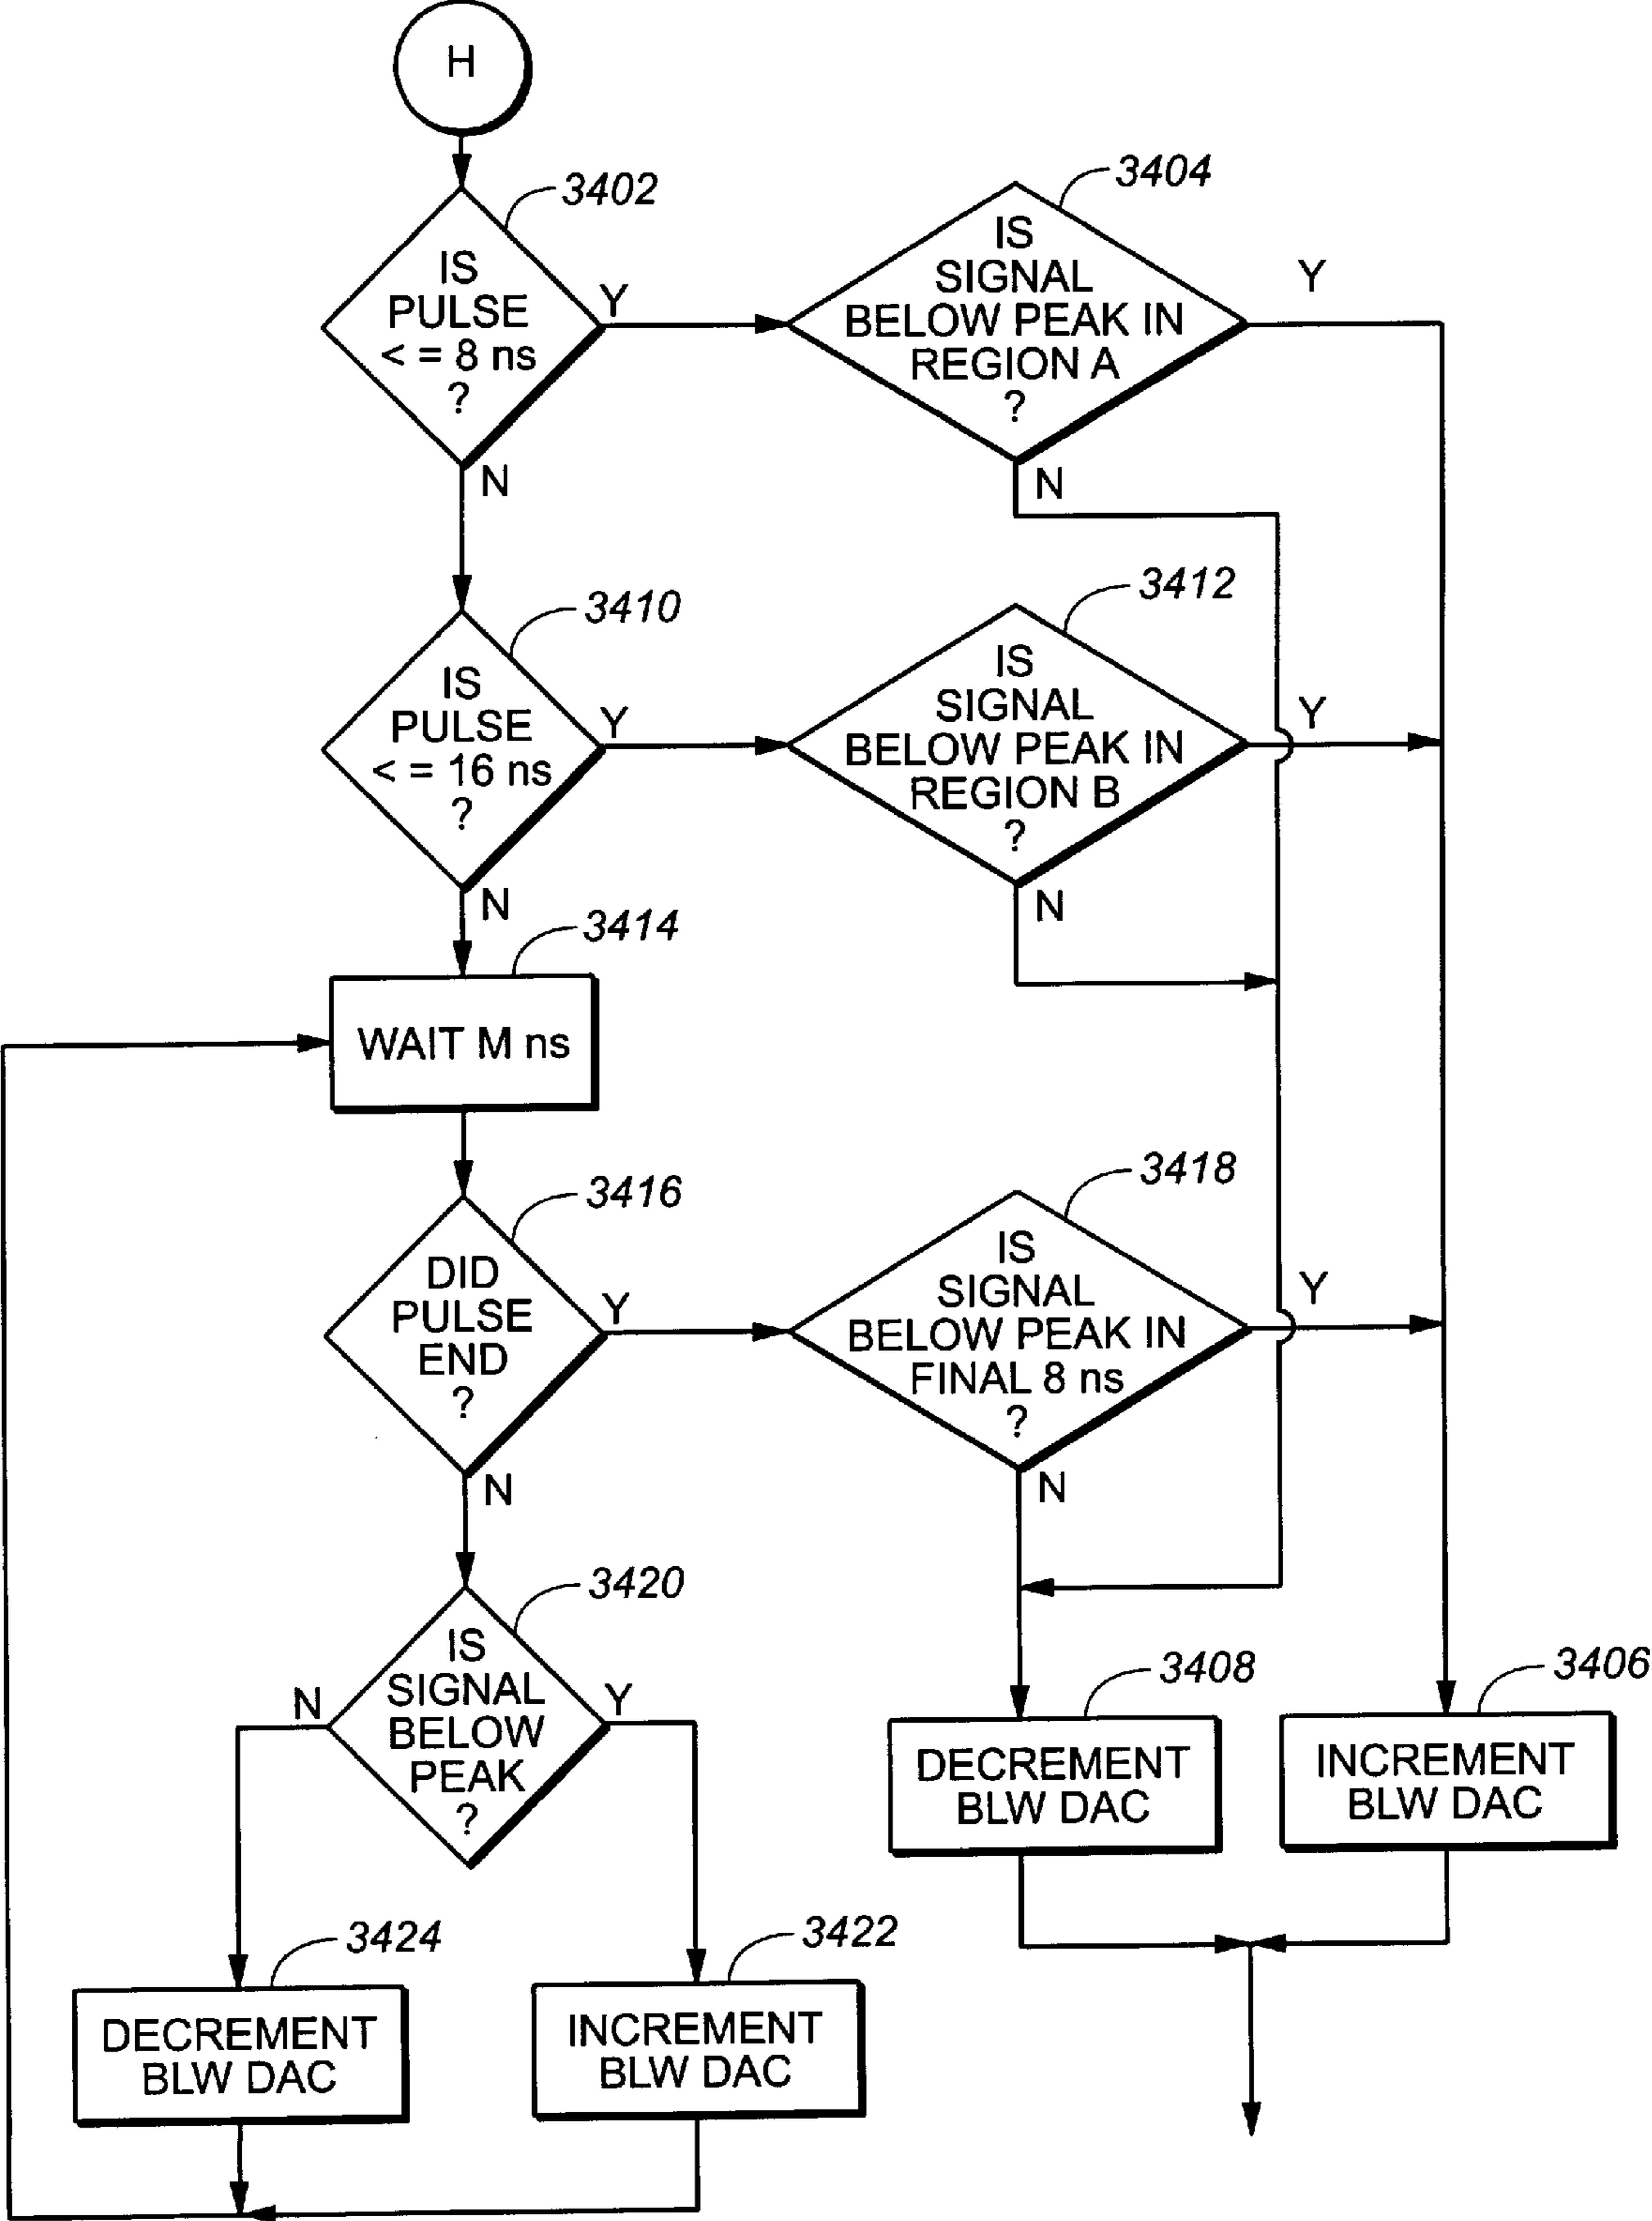 H
3402
IS
PULSE
< = 8 ns
?
Y
N
3404
IS
SIGNAL
BELOW PEAK IN
REGION A
?
Y
N
3410
IS
PULSE
< = 16 ns
?
Y
N
3412
IS
SIGNAL
BELOW PEAK IN
REGION B
?
Y
N
3414
WAIT M ns
3416
DID
PULSE
END
?
Y
N
3418
IS
SIGNAL
BELOW PEAK IN
FINAL 8 ns
?
Y
N
3420
IS
SIGNAL
BELOW
PEAK
?
N
Y
3408
DECREMENT
BLW DAC
3406
INCREMENT
BLW DAC
3424
DECREMENT
BLW DAC
3422
INCREMENT
BLW DAC